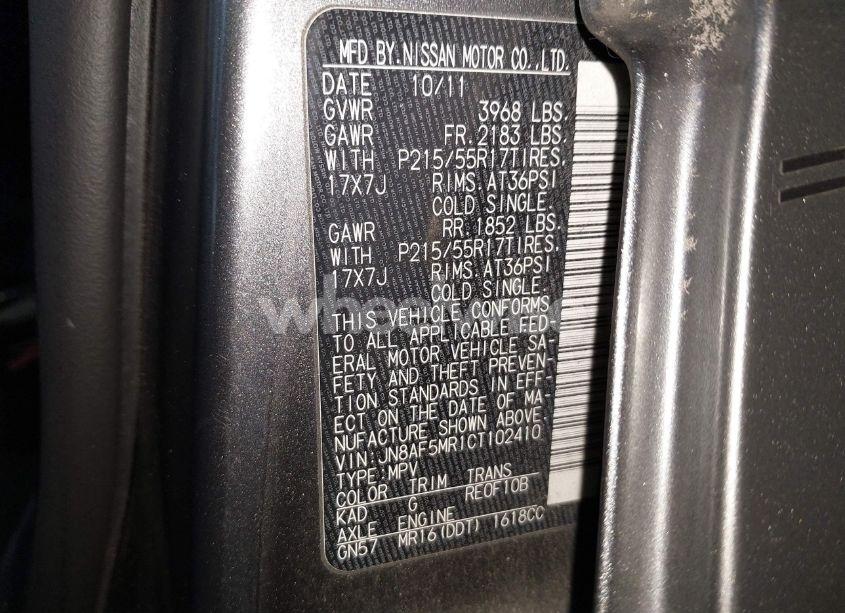 MFD BY.NISSAN MOTOR CO.,LTD.
DATE 10/11
GVWR 3968 LBS.
GAWR FR.2183 LBS.
WITH P215/55R17TIRES.
17X7J RIMS.AT36PSI
COLD SINGLE.
GAWR RR.1852 LBS.
WITH P215/55R17TIRES.
17X7J RIMS.AT36PSI
COLD SINGLE.
THIS VEHICLE CONFORMS
TO ALL APPLICABLE FED-
ERAL MOTOR VEHICLE SA-
FETY AND THEFT PREVEN-
TION STANDARDS IN EFF-
ECT ON THE DATE OF MA-
NUFACTURE SHOWN ABOVE.
VIN:JN8AF5MR1CT102410
TYPE:MPV
COLOR TRIM TRANS
KAD G RE0F10B
AXLE ENGINE
GN57 MR16(DDT) 1618CC